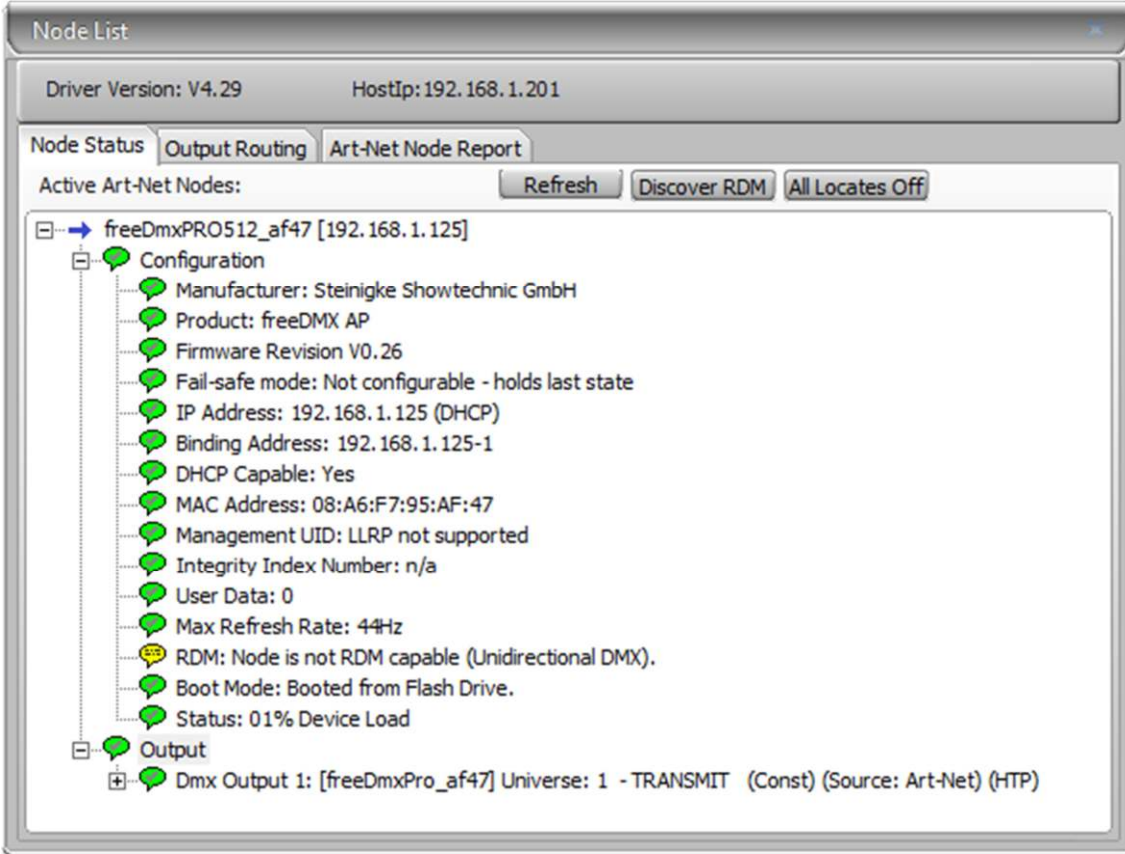 Node List
Driver Version: V4.29 HostIp:192.168.1.201
Node Status Output Routing Art-Net Node Report
Active Art-Net Nodes: Refresh Discover RDM All Locates Off
freeDmxPRO512_af47 [192.168.1.125]
Configuration
Manufacturer: Steinigke Showtechnic GmbH
Product: freeDMX AP
Firmware Revision V0.26
Fail-safe mode: Not configurable - holds last state
IP Address: 192.168.1.125 (DHCP)
Binding Address: 192.168.1.125-1
DHCP Capable: Yes
MAC Address: 08:A6:F7:95:AF:47
Management UID: LLRP not supported
Integrity Index Number: n/a
User Data: 0
Max Refresh Rate: 44Hz
RDM: Node is not RDM capable (Unidirectional DMX).
Boot Mode: Booted from Flash Drive.
Status: 01% Device Load
Output
Dmx Output 1: [freeDmxPro_af47] Universe: 1 - TRANSMIT (Const) (Source: Art-Net) (HTP)